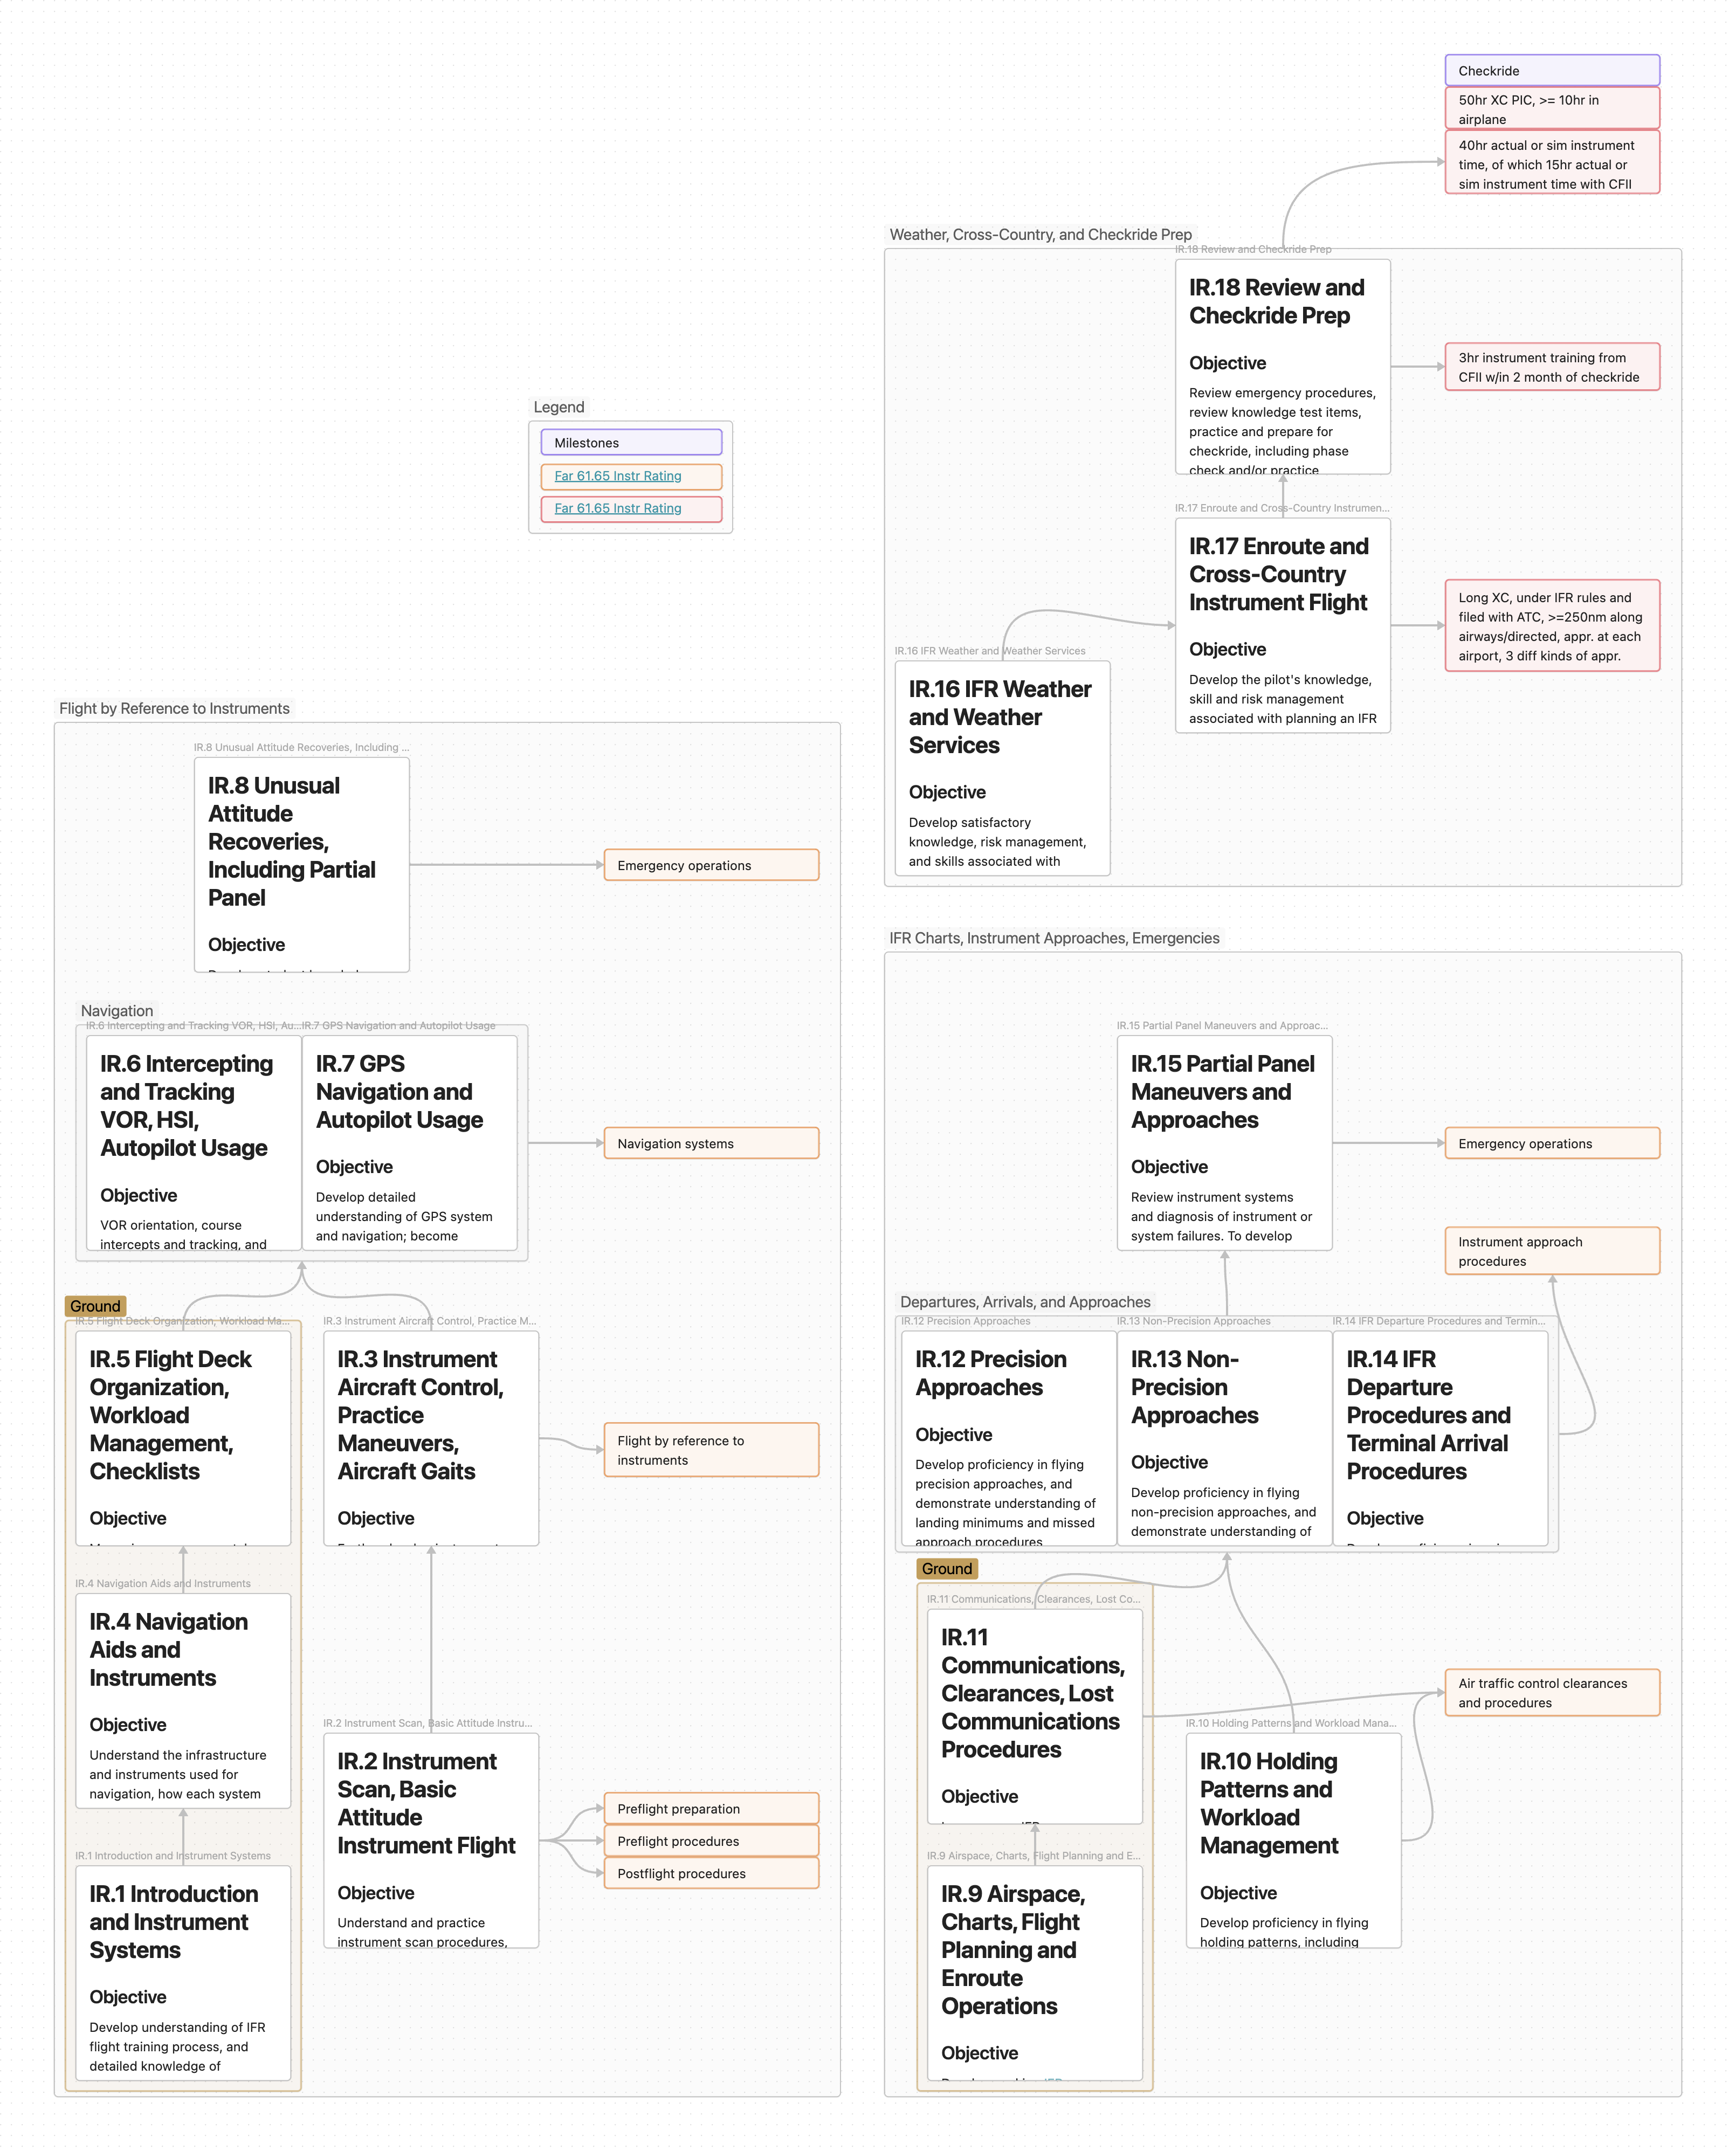 Checkride
50hr XC PIC, >= 10hr in
airplane
40hr actual or sim instrument
time, of which 15hr actual or
sim instrument time with CFII
Weather, Cross-Country, and Checkride Prep
IR.18 Review and Checkride Prep
IR.18 Review and
Checkride Prep
Objective
Review emergency procedures,
review knowledge test items,
practice and prepare for
checkride, including phase
check and/or practice
3hr instrument training from
CFII w/in 2 month of checkride
IR.17 Enroute and Cross-Country Instrumen...
IR.17 Enroute and
Cross-Country
Instrument Flight
Objective
Develop the pilot's knowledge,
skill and risk management
associated with planning an IFR
Long XC, under IFR rules and
filed with ATC, >=250nm along
airways/directed, appr. at each
airport, 3 diff kinds of appr.
IR.16 IFR Weather and Weather Services
IR.16 IFR Weather
and Weather
Services
Objective
Develop satisfactory
knowledge, risk management,
and skills associated with
Legend
Milestones
Far 61.65 Instr Rating
Far 61.65 Instr Rating
Flight by Reference to Instruments
IR.8 Unusual Attitude Recoveries, Including ...
IR.8 Unusual
Attitude
Recoveries,
Including Partial
Panel
Objective
Emergency operations
Navigation
IR.6 Intercepting and Tracking VOR, HSI, Au...
IR.6 Intercepting
and Tracking
VOR, HSI,
Autopilot Usage
Objective
VOR orientation, course
intercepts and tracking, and
IR.7 GPS Navigation and Autopilot Usage
IR.7 GPS
Navigation and
Autopilot Usage
Objective
Develop detailed
understanding of GPS system
and navigation; become
Navigation systems
Ground
IR.5 Flight Deck Organization, Workload Ma...
IR.5 Flight Deck
Organization,
Workload
Management,
Checklists
Objective
IR.3 Instrument Aircraft Control, Practice M...
IR.3 Instrument
Aircraft Control,
Practice
Maneuvers,
Aircraft Gaits
Objective
Flight by reference to
instruments
IR.4 Navigation Aids and Instruments
IR.4 Navigation
Aids and
Instruments
Objective
Understand the infrastructure
and instruments used for
navigation, how each system
IR.2 Instrument Scan, Basic Attitude Instru...
IR.2 Instrument
Scan, Basic
Attitude
Instrument Flight
Objective
Understand and practice
instrument scan procedures,
Preflight preparation
Preflight procedures
Postflight procedures
IR.1 Introduction and Instrument Systems
IR.1 Introduction
and Instrument
Systems
Objective
Develop understanding of IFR
flight training process, and
detailed knowledge of
IFR Charts, Instrument Approaches, Emergencies
IR.15 Partial Panel Maneuvers and Approac...
IR.15 Partial Panel
Maneuvers and
Approaches
Objective
Review instrument systems
and diagnosis of instrument or
system failures. To develop
Emergency operations
Instrument approach
procedures
Departures, Arrivals, and Approaches
IR.12 Precision Approaches
IR.12 Precision
Approaches
Objective
Develop proficiency in flying
precision approaches, and
demonstrate understanding of
landing minimums and missed
approach procedures
IR.13 Non-Precision Approaches
IR.13 Non-
Precision
Approaches
Objective
Develop proficiency in flying
non-precision approaches, and
demonstrate understanding of
IR.14 IFR Departure Procedures and Termin...
IR.14 IFR
Departure
Procedures and
Terminal Arrival
Procedures
Objective
Ground
IR.11 Communications, Clearances, Lost Co...
IR.11
Communications,
Clearances, Lost
Communications
Procedures
Objective
Air traffic control clearances
and procedures
IR.10 Holding Patterns and Workload Mana...
IR.10 Holding
Patterns and
Workload
Management
Objective
Develop proficiency in flying
holding patterns, including
IR.9 Airspace, Charts, Flight Planning and E...
IR.9 Airspace,
Charts, Flight
Planning and
Enroute
Operations
Objective